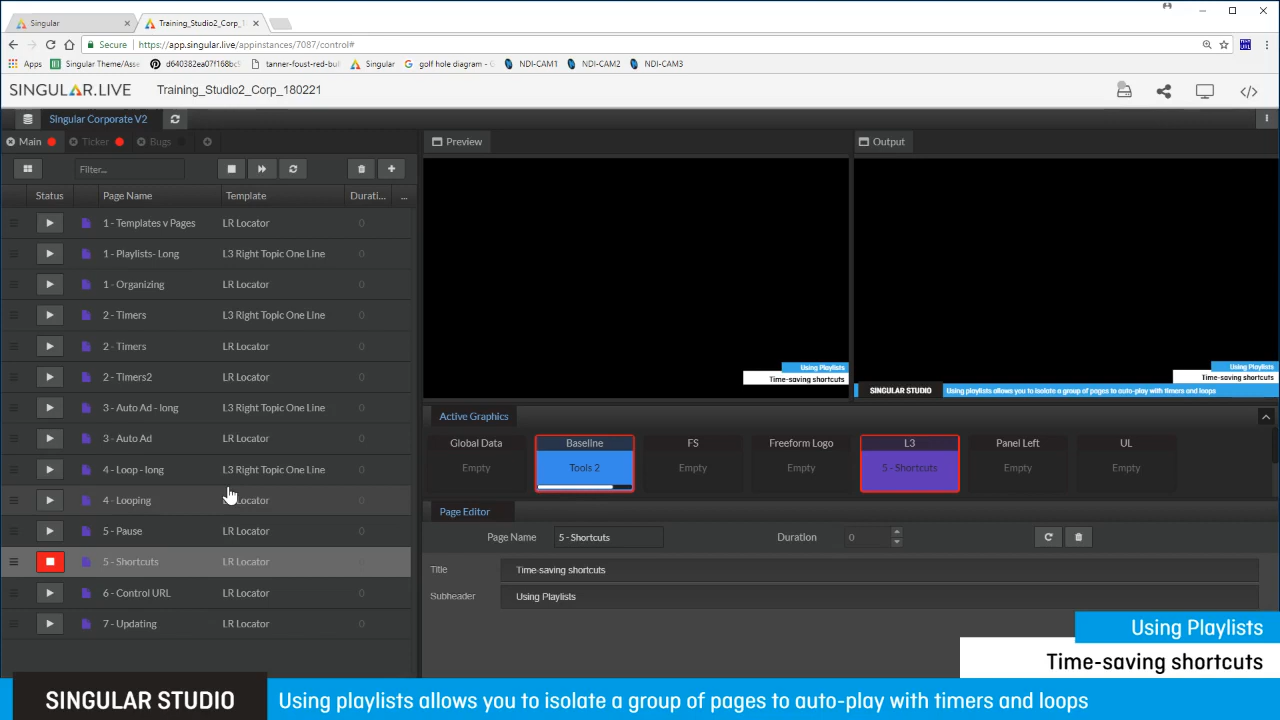 Singular
Training_Studio2_Corp_1
Secure https://app.singular.live/appinstances/7087/control#
Apps Singular Theme/Asse d640382ea07f168bc9 tanner-foust-red-bul Singular golf hole diagram - G NDI-CAM1 NDI-CAM2 NDI-CAM3
SINGULAR.LIVE Training_Studio2_Corp_180221
Singular Corporate V2
Main Ticker Bugs
Filter...
Status Page Name Template Durati... ...
1 - Templates v Pages LR Locator 0
1 - Playlists- Long L3 Right Topic One Line 0
1 - Organizing LR Locator 0
2 - Timers L3 Right Topic One Line 0
2 - Timers LR Locator 0
2 - Timers2 LR Locator 0
3 - Auto Ad - long L3 Right Topic One Line 0
3 - Auto Ad LR Locator 0
4 - Loop - long L3 Right Topic One Line 0
4 - Looping Locator 0
5 - Pause LR Locator 0
5 - Shortcuts LR Locator 0
6 - Control URL LR Locator 0
7 - Updating LR Locator 0
Preview
Using Playlists
Time-saving shortcuts
Output
Using Playlists
Time-saving shortcuts
SINGULAR STUDIO Using playlists allows you to isolate a group of pages to auto-play with timers and loops
Active Graphics
Global Data Baseline FS Freeform Logo L3 Panel Left UL
Empty Tools 2 Empty Empty 5 - Shortcuts Empty Empty
Page Editor
Page Name 5 - Shortcuts Duration 0
Title Time-saving shortcuts
Subheader Using Playlists
Using Playlists
Time-saving shortcuts
SINGULAR STUDIO Using playlists allows you to isolate a group of pages to auto-play with timers and loops